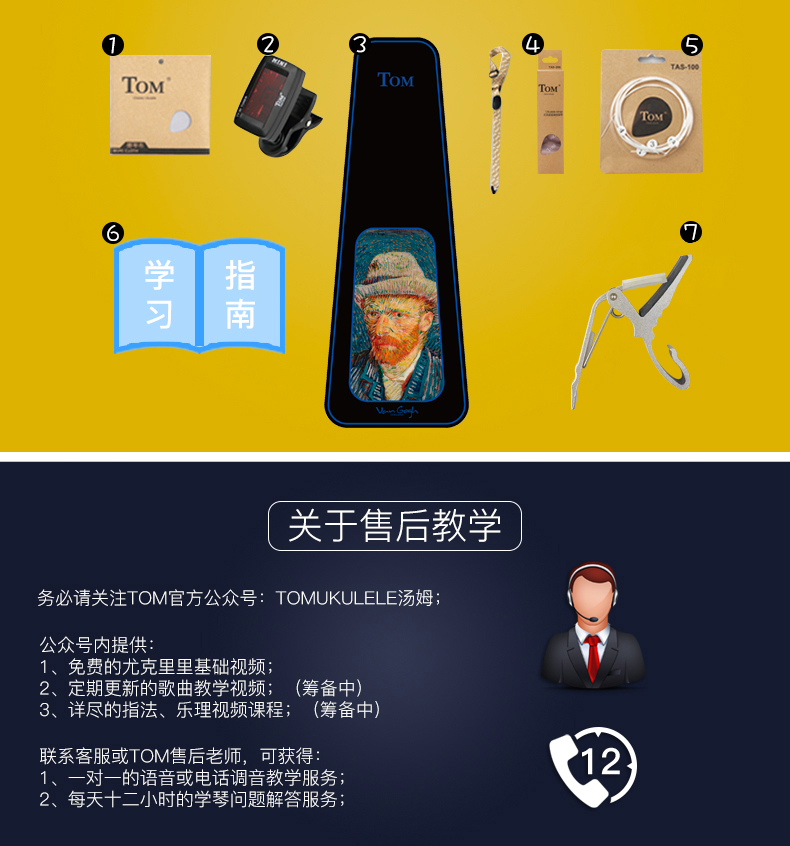 1
2
3
4
5
6
7
TOM
MINI
TOM
TOM
TOM
TAS-100
TOM
学习
指南
Van Gogh
关于售后教学
务必请关注TOM官方公众号：TOMUKULELE汤姆；
公众号内提供：
1、免费的尤克里里基础视频；
2、定期更新的歌曲教学视频；（筹备中）
3、详尽的指法、乐理视频课程；（筹备中）
联系客服或TOM售后老师，可获得：
1、一对一的语音或电话调音教学服务；
2、每天十二小时的学琴问题解答服务；
12